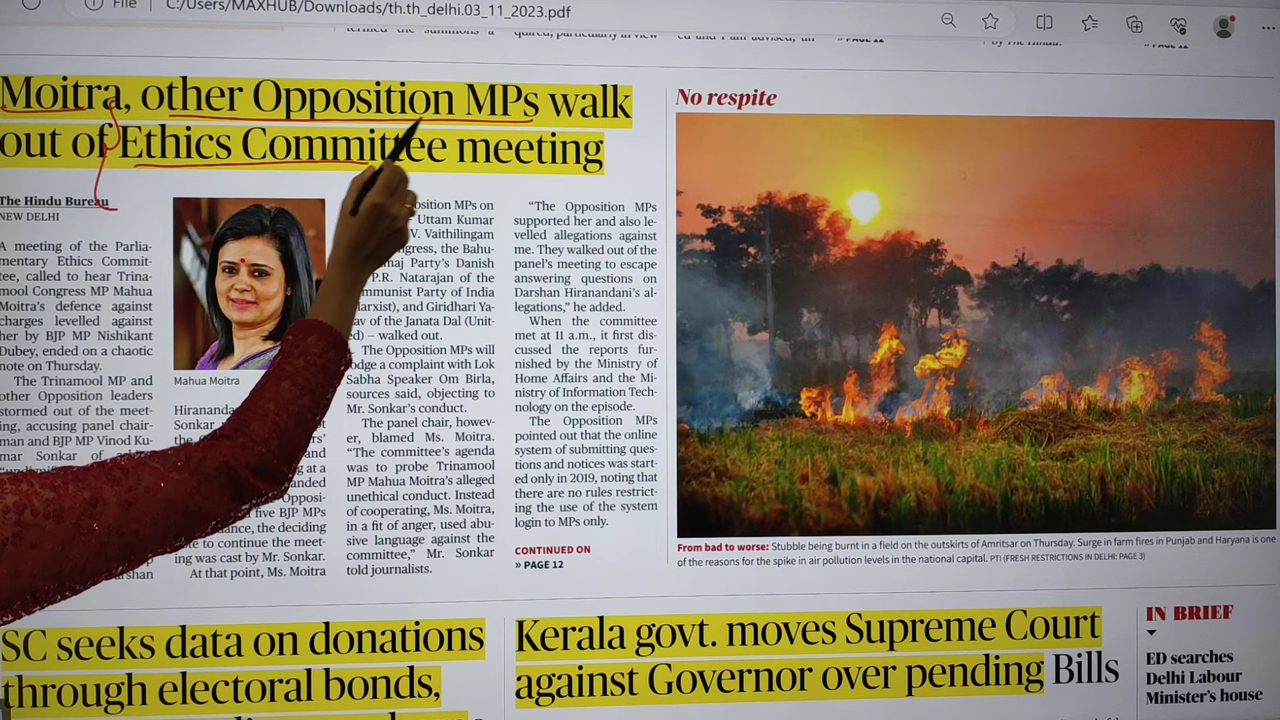 File
C:/Users/MAXHUB/Downloads/th.th_delhi.03_11_2023.pdf
» PAGE 12
by The Hindu.
» PAGE 12
Moitra, other Opposition MPs walk
out of Ethics Committee meeting
The Hindu Bureau
NEW DELHI
A meeting of the Parlia-
mentary Ethics Commit-
tee, called to hear Trina-
mool Congress MP Mahua
Moitra’s defence against
charges levelled against
her by BJP MP Nishikant
Dubey, ended on a chaotic
note on Thursday.
The Trinamool MP and
other Opposition leaders
stormed out of the meet-
ing, accusing panel chair-
man and BJP MP Vinod Ku-
mar Sonkar of
Mahua Moitra
Sonkar
the
and
at a
five BJP MPs
the deciding
to continue the meet-
ing was cast by Mr. Sonkar.
At that point, Ms. Moitra
MPs on
Uttam Kumar
V. Vaithilingam
the Bahu-
Party’s Danish
P.R. Natarajan of the
Party of India
and Giridhari Ya-
of the Janata Dal (Unit-
ed) – walked out.
The Opposition MPs will
a complaint with Lok
Sabha Speaker Om Birla,
sources said, objecting to
Mr. Sonkar’s conduct.
The panel chair, howev-
er, blamed Ms. Moitra.
“The committee’s agenda
was to probe Trinamool
MP Mahua Moitra’s alleged
unethical conduct. Instead
of cooperating, Ms. Moitra,
in a fit of anger, used abu-
sive language against the
committee,” Mr. Sonkar
told journalists.
“The Opposition MPs
supported her and also le-
velled allegations against
me. They walked out of the
panel’s meeting to escape
answering questions on
Darshan Hiranandani’s al-
legations,” he added.
When the committee
met at 11 a.m., it first dis-
cussed the reports fur-
nished by the Ministry of
Home Affairs and the Mi-
nistry of Information Tech-
nology on the episode.
The Opposition MPs
pointed out that the online
system of submitting ques-
tions and notices was start-
ed only in 2019, noting that
there are no rules restrict-
ing the use of the system
login to MPs only.
CONTINUED ON
» PAGE 12
No respite
From bad to worse: Stubble being burnt in a field on the outskirts of Amritsar on Thursday. Surge in farm fires in Punjab and Haryana is one
of the reasons for the spike in air pollution levels in the national capital. PTI (FRESH RESTRICTIONS IN DELHI: PAGE 3)
SC seeks data on donations
through electoral bonds,
Kerala govt. moves Supreme Court
against Governor over pending Bills
IN BRIEF
ED searches
Delhi Labour
Minister’s house